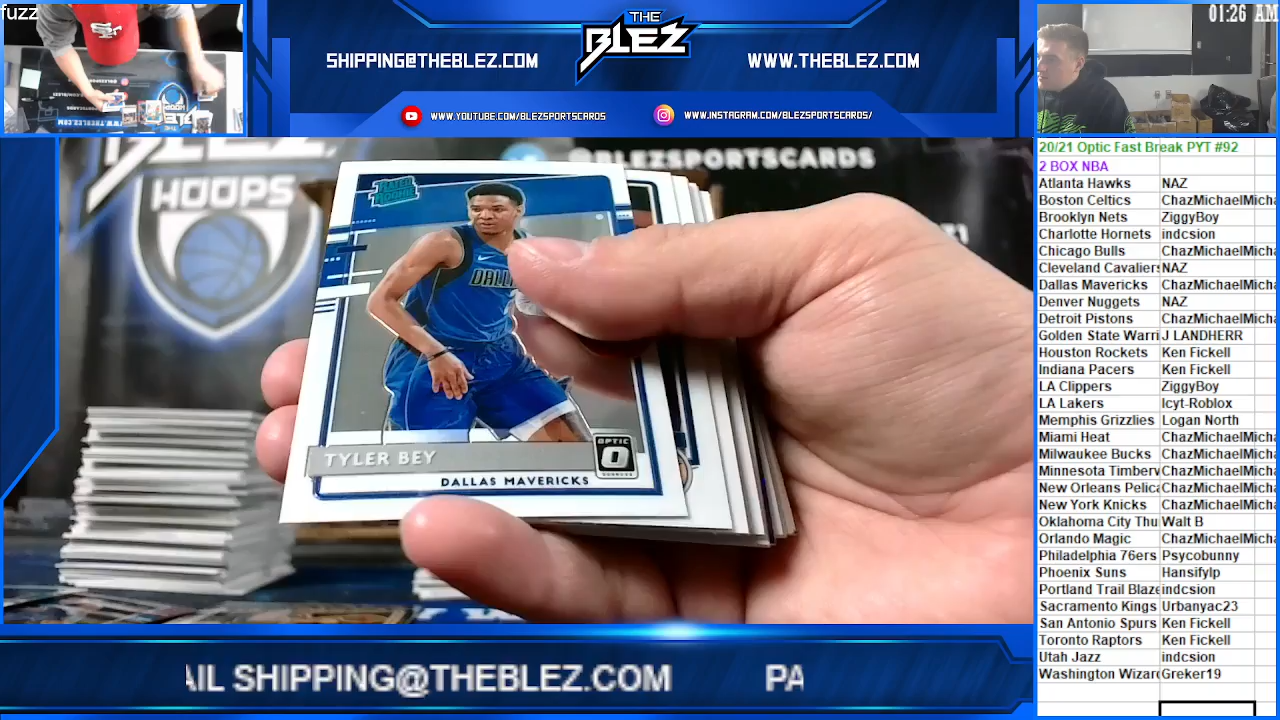 fuzz
THE
BLEZ
SHIPPING@THEBLEZ.COM
WWW.THEBLEZ.COM
WWW.YOUTUBE.COM/BLEZSPORTSCARDS
WWW.INSTAGRAM.COM/BLEZSPORTSCARDS/
01:26 AM
BLEZSPORTSCARDS
HOOPS
RATED
ROOKIE
DALL
TYLER BEY
OPTIC
DALLAS MAVERICKS
20/21 Optic Fast Break PYT #92
2 BOX NBA
Atlanta Hawks NAZ
Boston Celtics ChazMichaelMicha
Brooklyn Nets ZiggyBoy
Charlotte Hornets indcsion
Chicago Bulls ChazMichaelMicha
Cleveland Cavaliers NAZ
Dallas Mavericks ChazMichaelMicha
Denver Nuggets NAZ
Detroit Pistons ChazMichaelMicha
Golden State Warri J LANDHERR
Houston Rockets Ken Fickell
Indiana Pacers Ken Fickell
LA Clippers ZiggyBoy
LA Lakers Icyt-Roblox
Memphis Grizzlies Logan North
Miami Heat ChazMichaelMicha
Milwaukee Bucks ChazMichaelMicha
Minnesota Timberv ChazMichaelMicha
New Orleans Pelica ChazMichaelMicha
New York Knicks ChazMichaelMicha
Oklahoma City Thu Walt B
Orlando Magic ChazMichaelMicha
Philadelphia 76ers Psycobunny
Phoenix Suns Hansifylp
Portland Trail Blaze indcsion
Sacramento Kings Urbanyac23
San Antonio Spurs Ken Fickell
Toronto Raptors Ken Fickell
Utah Jazz indcsion
Washington Wizard Greker19
AIL SHIPPING@THEBLEZ.COM PA